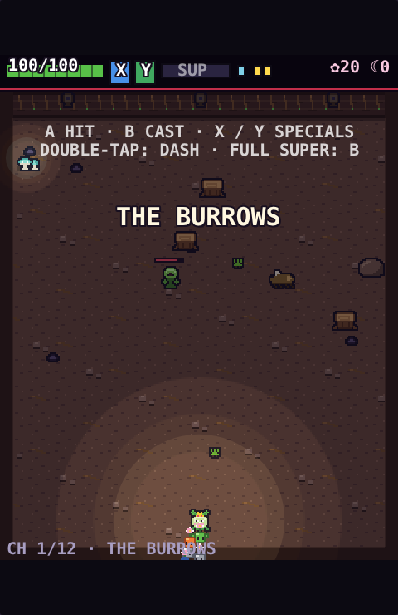 100/100 X Y SUP ✿20 ☾0
A HIT · B CAST · X / Y SPECIALS
DOUBLE-TAP: DASH · FULL SUPER: B
THE BURROWS
CH 1/12 · THE BURROWS